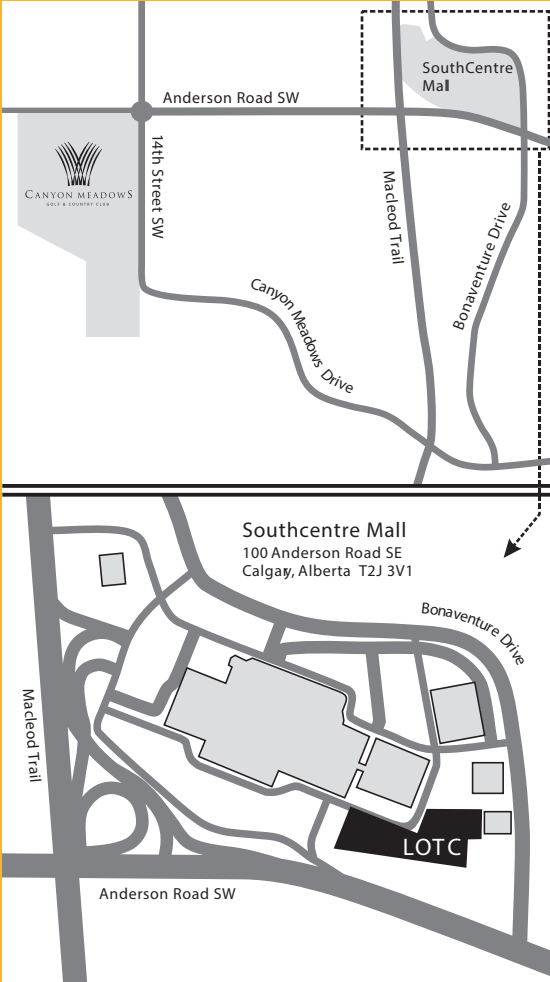 SouthCentre
Mall
Anderson Road SW
14th Street SW
CANYON MEADOWS
GOLF & COUNTRY CLUB
Macleod Trail
Bonaventure Drive
Canyon Meadows Drive
Southcentre Mall
100 Anderson Road SE
Calgary, Alberta T2J 3V1
Bonaventure Drive
Macleod Trail
LOTC
Anderson Road SW